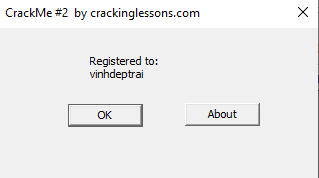 CrackMe #2 by crackinglessons.com
Registered to:
vinhdeptrai
OK
About